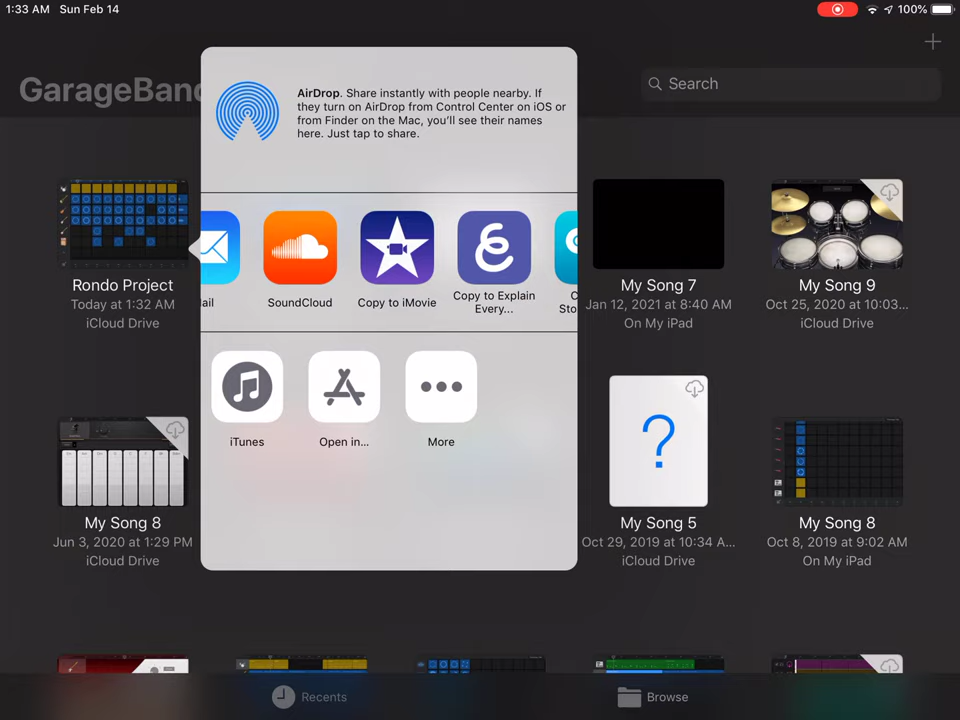 1:33 AM Sun Feb 14
100%
GarageBand
Search
AirDrop. Share instantly with people nearby. If
they turn on AirDrop from Control Center on iOS or
from Finder on the Mac, you'll see their names
here. Just tap to share.
ail
SoundCloud
Copy to iMovie
Copy to Explain
Every...
C
Sto
iTunes
Open in...
More
Rondo Project
Today at 1:32 AM
iCloud Drive
My Song 7
Jan 12, 2021 at 8:40 AM
On My iPad
My Song 9
Oct 25, 2020 at 10:03...
iCloud Drive
My Song 8
Jun 3, 2020 at 1:29 PM
iCloud Drive
?
My Song 5
Oct 29, 2019 at 10:34 A...
iCloud Drive
My Song 8
Oct 8, 2019 at 9:02 AM
On My iPad
Recents
Browse